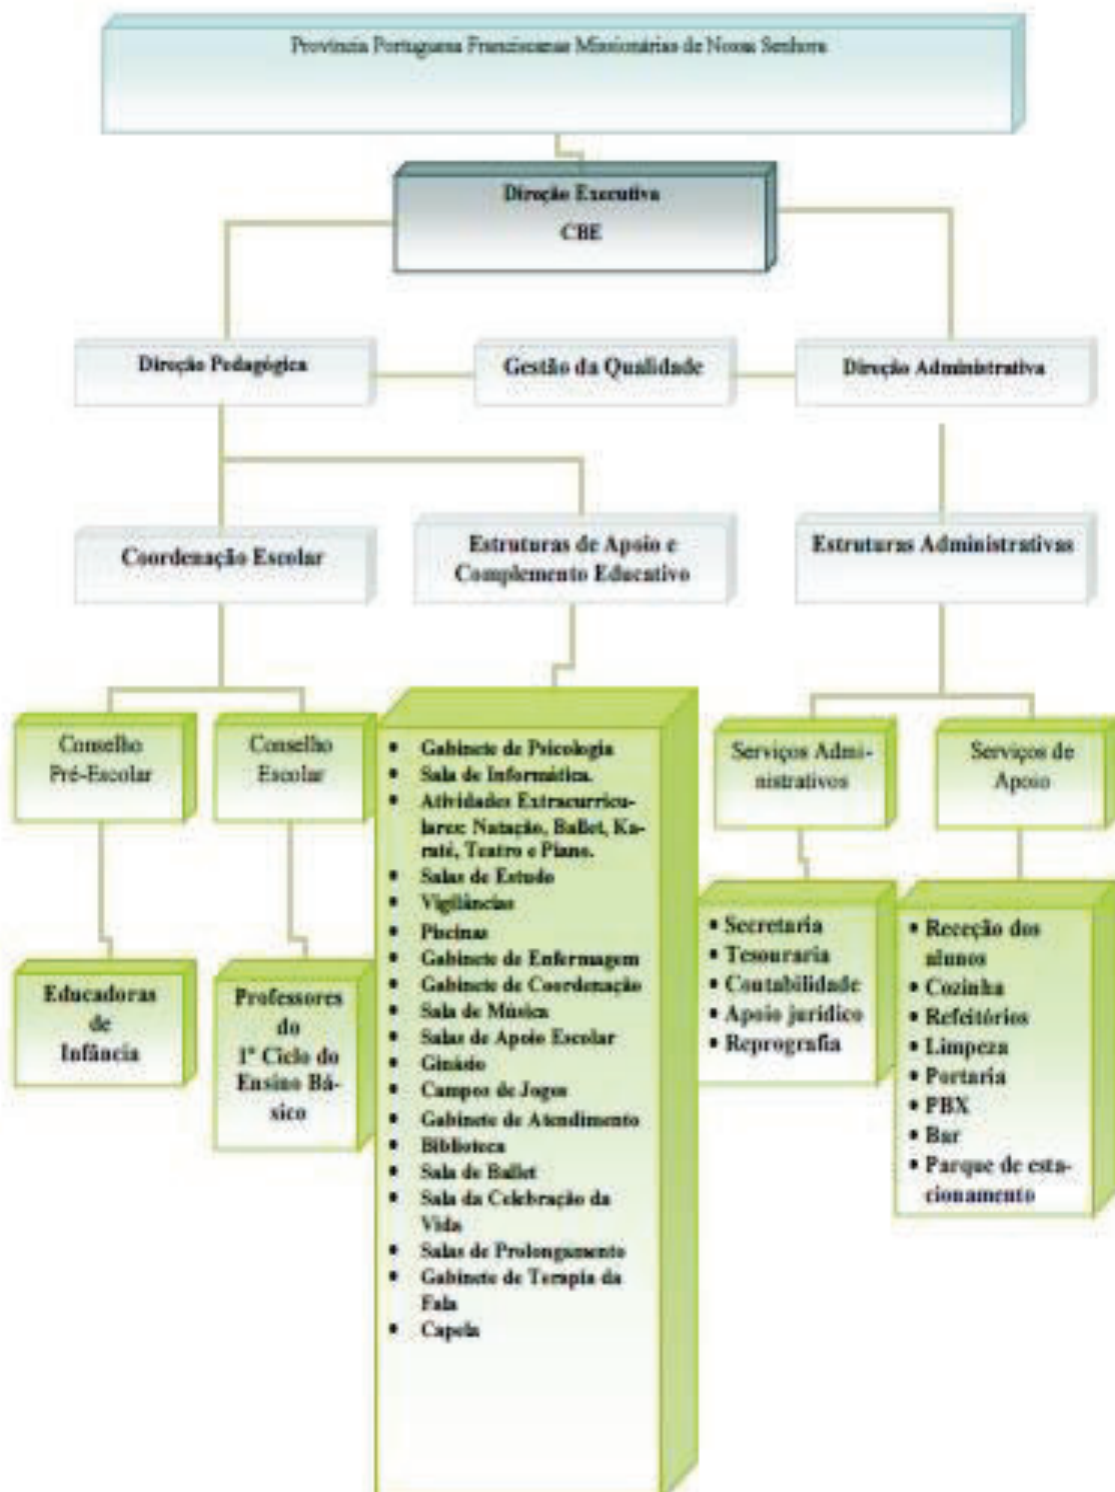 Província Portuguesa Franciscanas Missionárias de Nossa Senhora
Direção Executiva
CBE
Direção Pedagógica
Gestão da Qualidade
Direção Administrativa
Coordenação Escolar
Estruturas de Apoio e
Complemento Educativo
Estruturas Administrativas
Conselho
Pré-Escolar
Conselho
Escolar
• Gabinete de Psicologia
• Sala de Informática.
• Atividades Extracurricu-
lares: Natação, Ballet, Ka-
raté, Teatro e Piano.
• Salas de Estudo
• Vigilâncias
• Piscinas
• Gabinete de Enfermagem
• Gabinete de Coordenação
• Sala de Música
• Salas de Apoio Escolar
• Ginásio
• Campos de Jogos
• Gabinete de Atendimento
• Biblioteca
• Sala de Ballet
• Sala da Celebração da
Vida
• Salas de Prolongamento
• Gabinete de Terapia da
Fala
• Capela
Serviços Admi-
nistrativos
Serviços de
Apoio
Educadoras
de
Infância
Professores
do
1º Ciclo do
Ensino Bá-
sico
• Secretaria
• Tesouraria
• Contabilidade
• Apoio jurídico
• Reprografia
• Receção dos
alunos
• Cozinha
• Refeitórios
• Limpeza
• Portaria
• PBX
• Bar
• Parque de esta-
cionamento